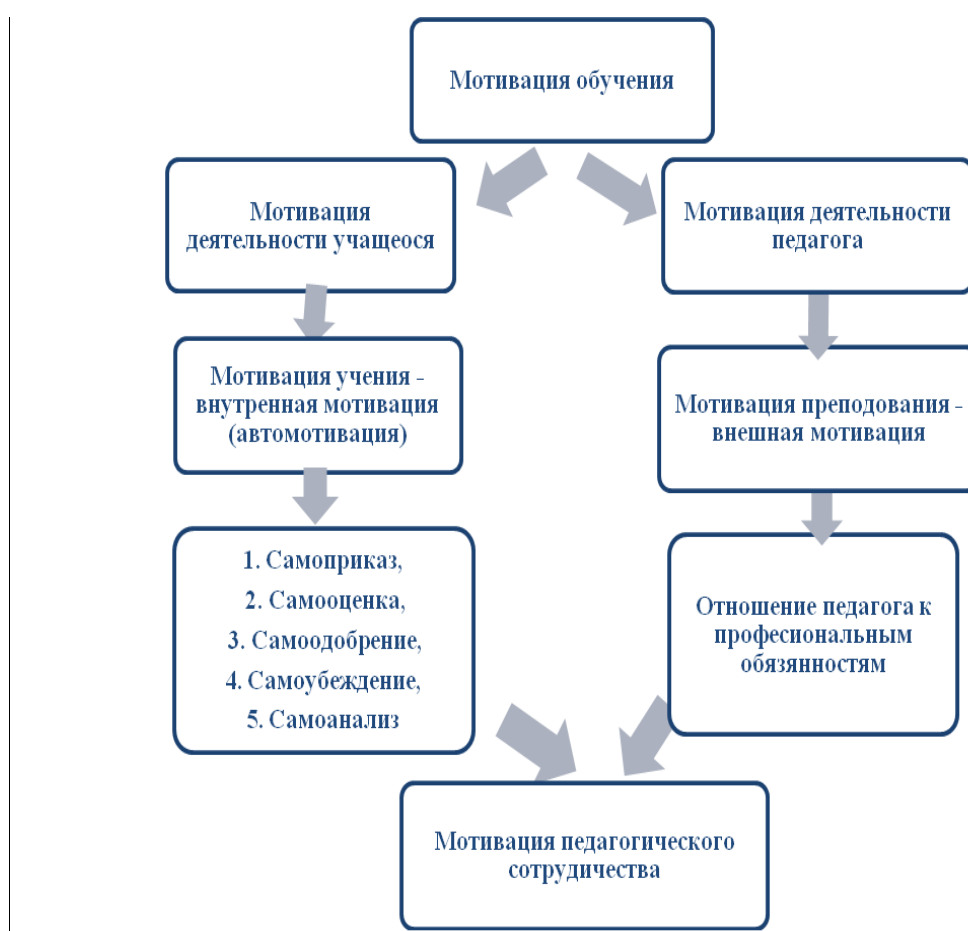 Мотивация обучения
Мотивация
деятельности учащеося
Мотивация деятельности
педагога
Мотивация учения -
внутренная мотивация
(автомотивация)
Мотивация преподования -
внешная мотивация
1. Самоприказ,
2. Самооценка,
3. Самоодобрение,
4. Самоубеждение,
5. Самоанализ
Отношение педагога к
професиональным
обязянностям
Мотивация педагогического
сотрудичества